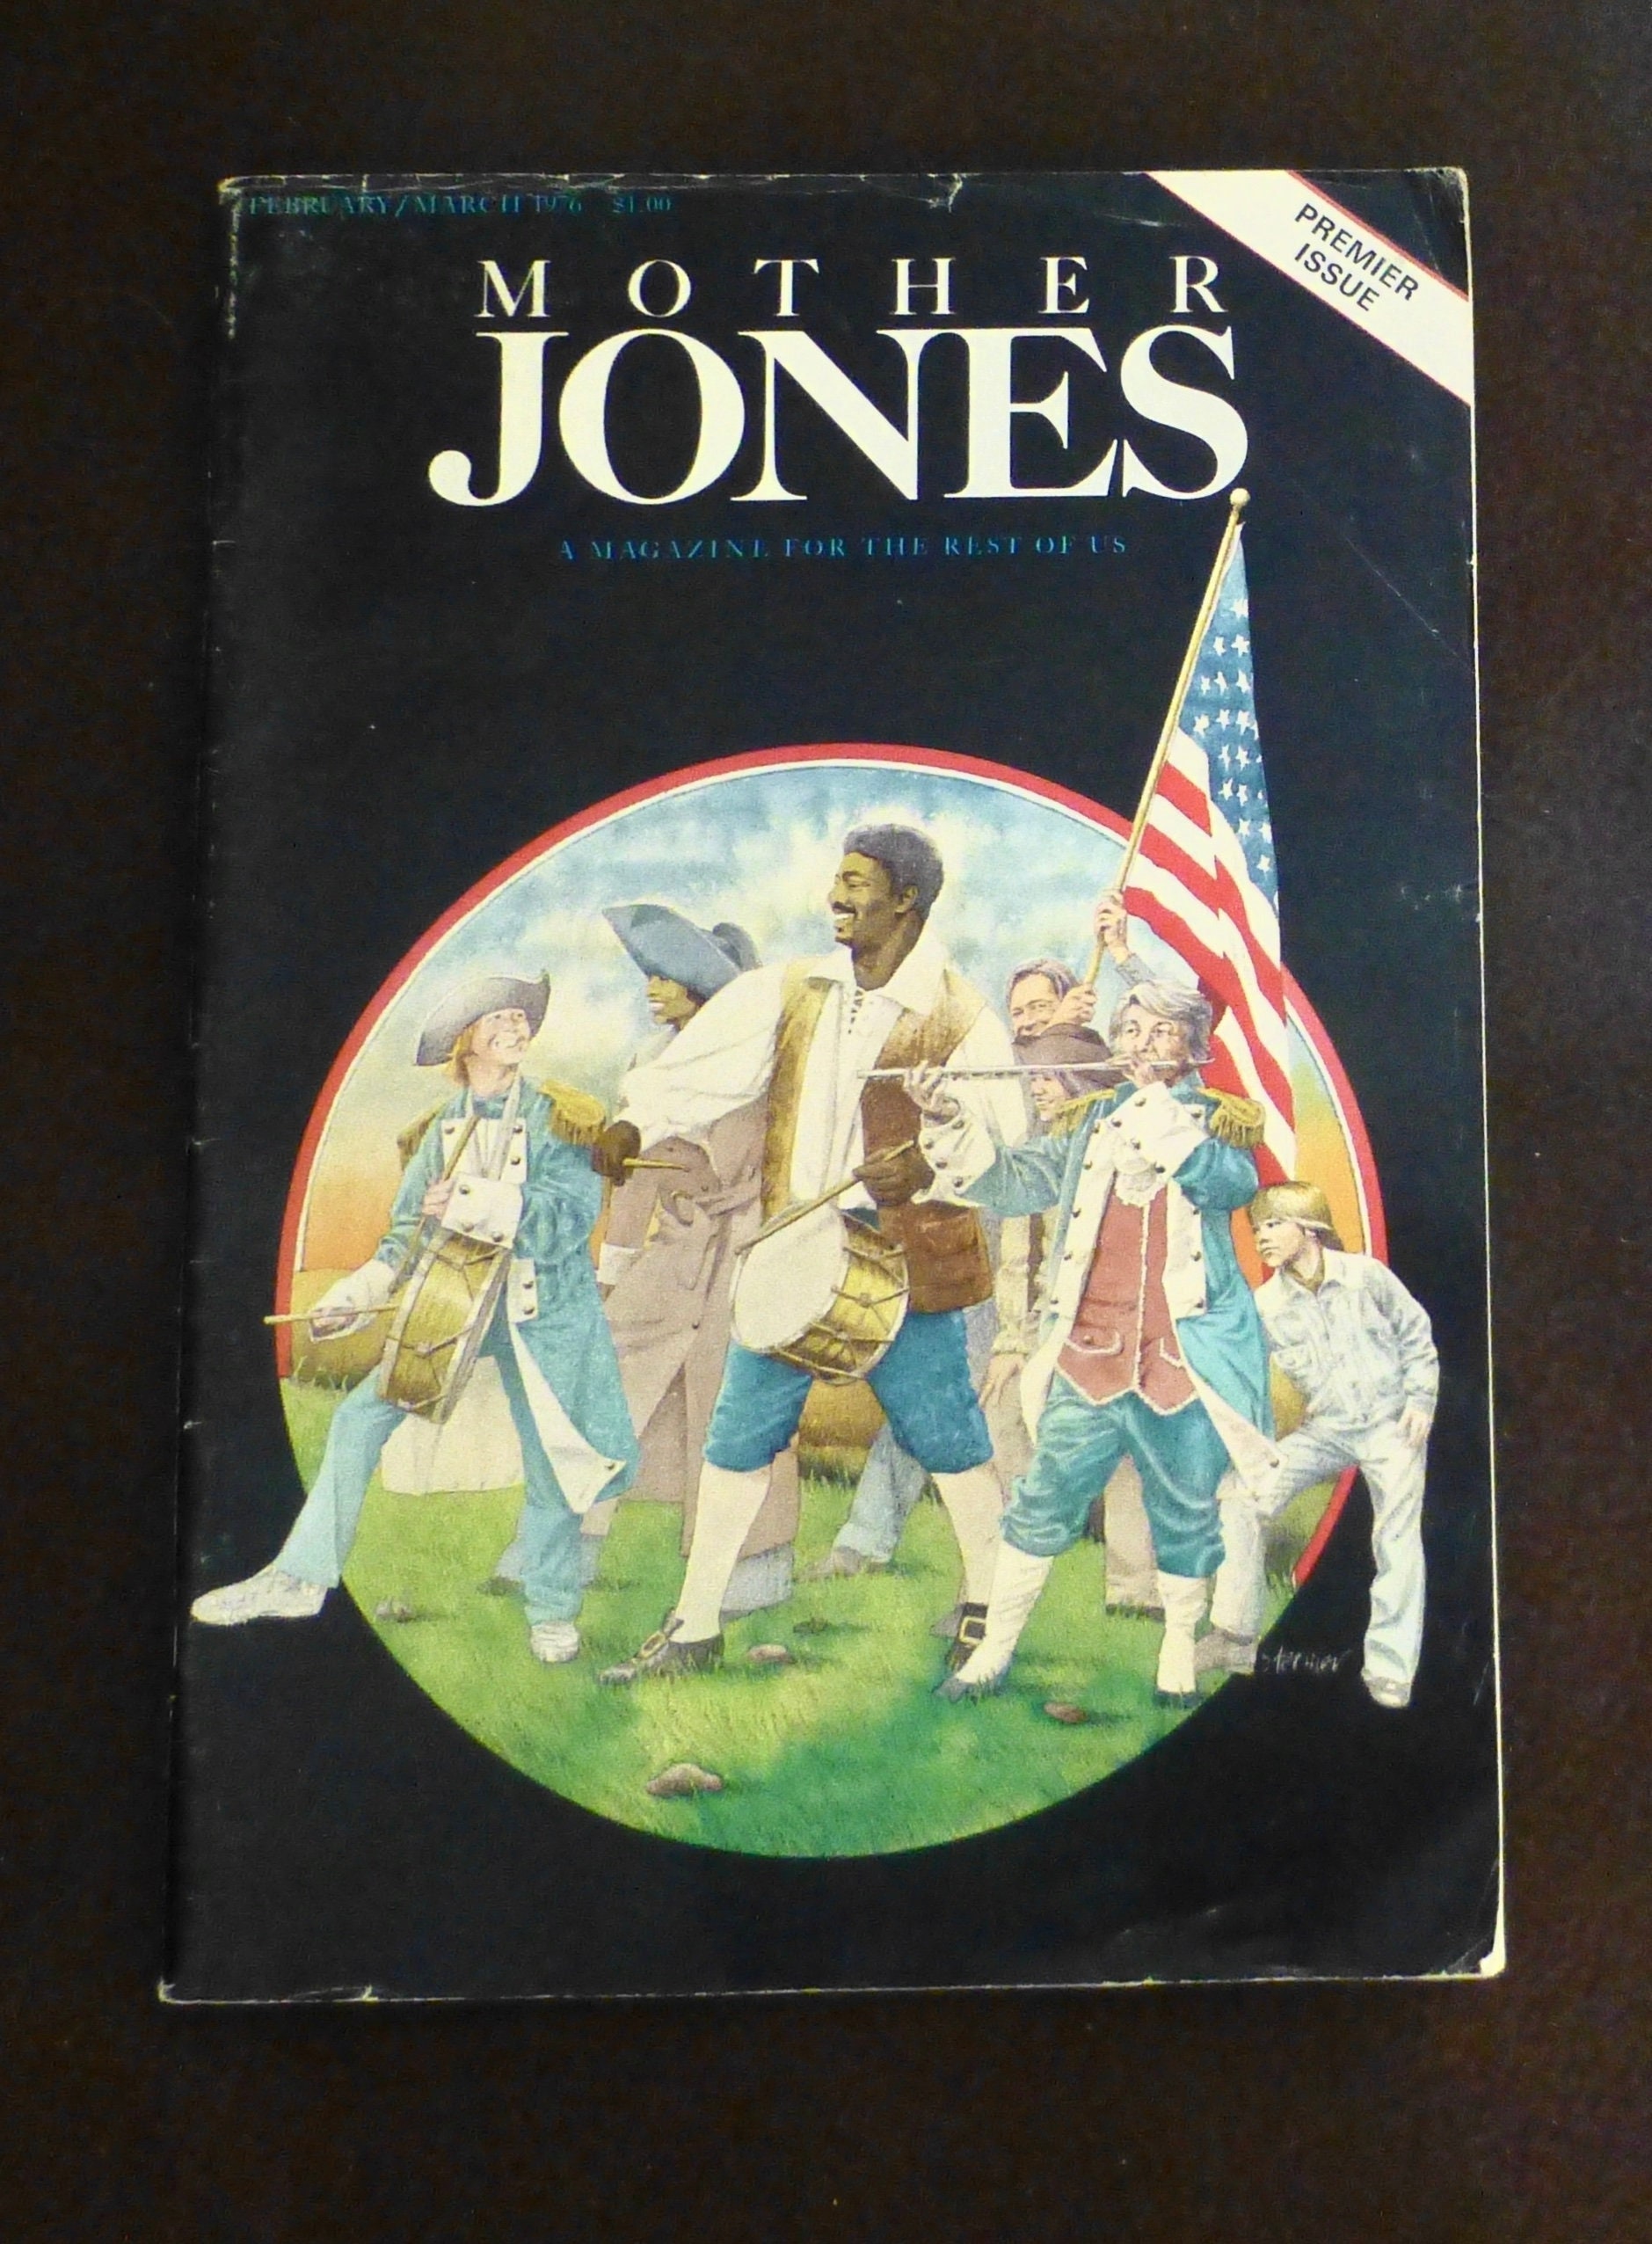 FEBRUARY/MARCH 1976 $1.00
PREMIER
ISSUE
MOTHER
JONES
A MAGAZINE FOR THE REST OF US